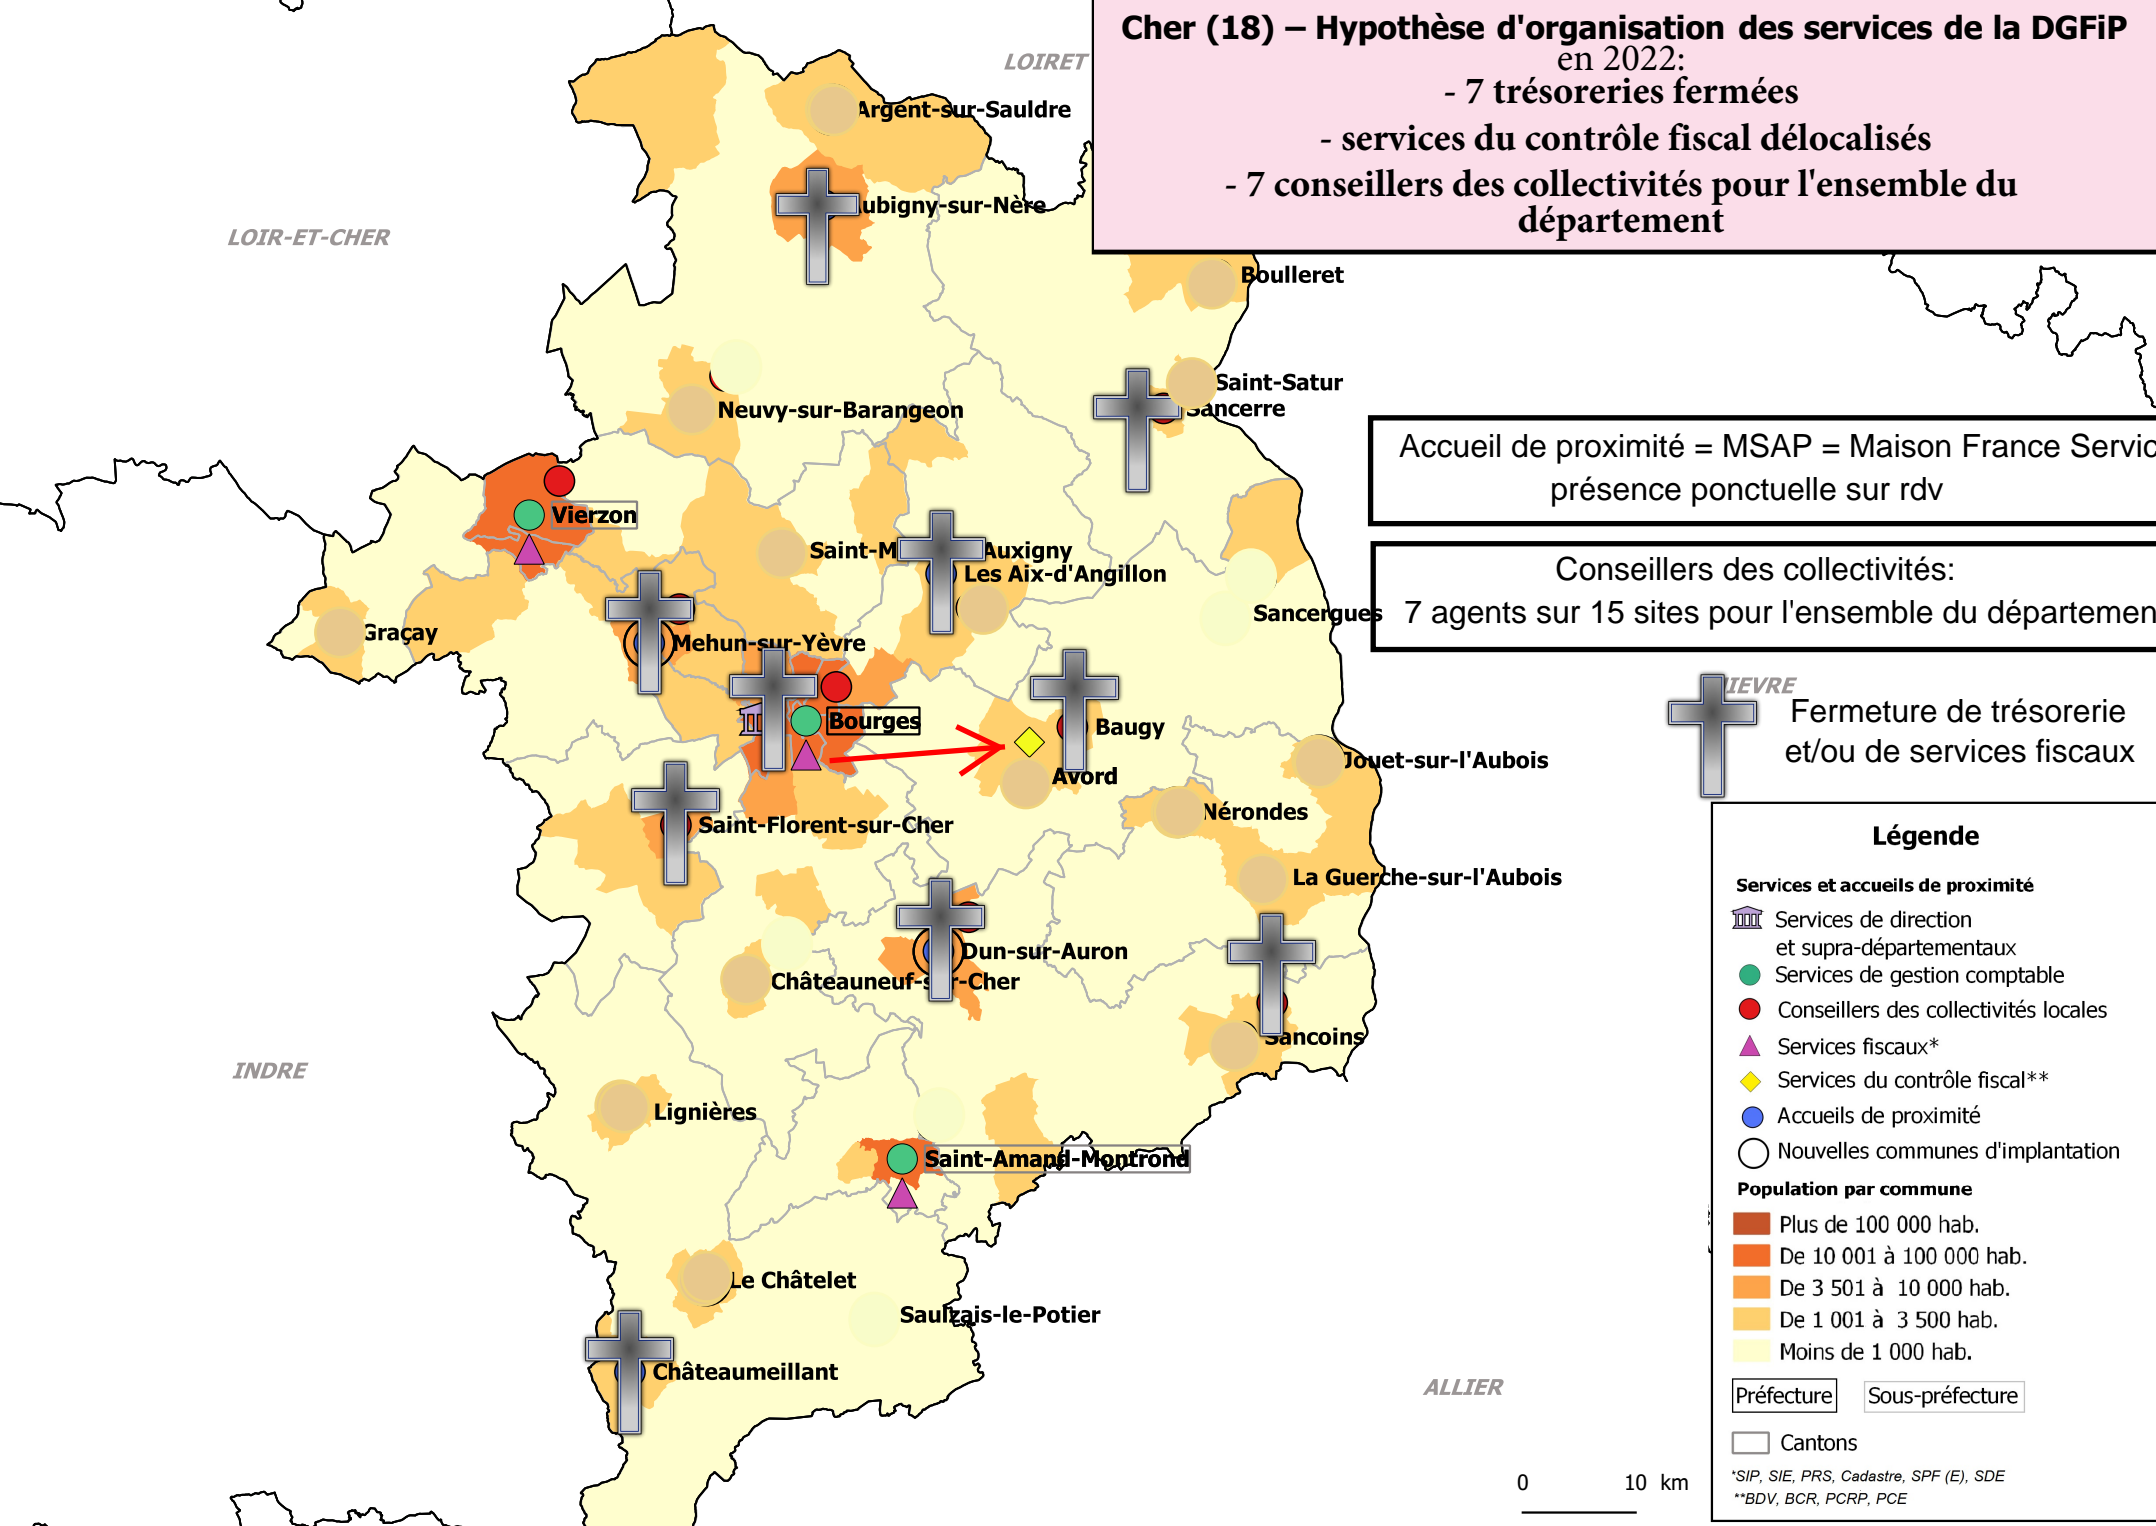 Cher (18) – Hypothèse d'organisation des services de la DGFiP
en 2022:
- 7 trésoreries fermées
- services du contrôle fiscal délocalisés
- 7 conseillers des collectivités pour l'ensemble du
département
LOIRET
Argent-sur-Sauldre
ubigny-sur-Nère
LOIR-ET-CHER
Boulleret
Saint-Satur
Sancerre
Neuvy-sur-Barangeon
Accueil de proximité = MSAP = Maison France Servic
présence ponctuelle sur rdv
Vierzon
Saint-M Auxigny
Les Aix-d'Angillon
Conseillers des collectivités:
7 agents sur 15 sites pour l'ensemble du départemen
Sancergues
Graçay
Mehun-sur-Yèvre
IEVRE
Fermeture de trésorerie
et/ou de services fiscaux
Bourges
Baugy
Avord
Jouet-sur-l'Aubois
Nérondes
Saint-Florent-sur-Cher
La Guerche-sur-l'Aubois
Dun-sur-Auron
Châteauneuf-sur-Cher
Sancoins
INDRE
Lignières
Saint-Amand-Montrond
Le Châtelet
Saulzais-le-Potier
Châteaumeillant
ALLIER
0 10 km
Légende
Services et accueils de proximité
Services de direction
et supra-départementaux
Services de gestion comptable
Conseillers des collectivités locales
Services fiscaux*
Services du contrôle fiscal**
Accueils de proximité
Nouvelles communes d'implantation
Population par commune
Plus de 100 000 hab.
De 10 001 à 100 000 hab.
De 3 501 à 10 000 hab.
De 1 001 à 3 500 hab.
Moins de 1 000 hab.
Préfecture Sous-préfecture
Cantons
*SIP, SIE, PRS, Cadastre, SPF (E), SDE
**BDV, BCR, PCRP, PCE